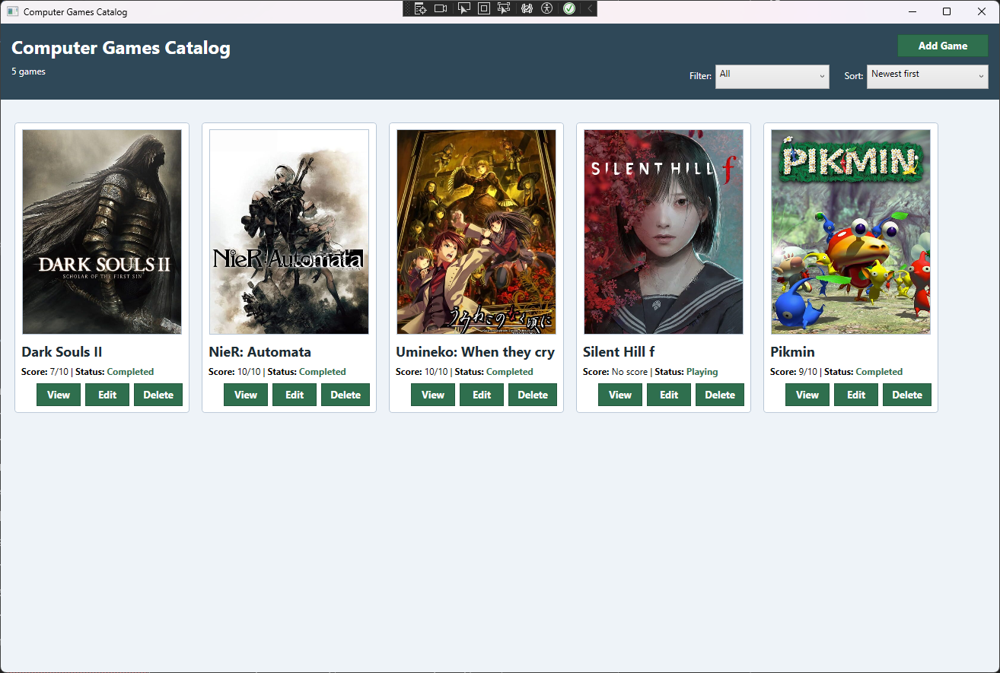 Computer Games Catalog
Computer Games Catalog
Add Game
5 games
Filter: All
Sort: Newest first
DARK SOULS II
SCHOLAR OF THE FIRST SIN
NieR:Automata
うみねこのなく頃に
SILENT HILL f
PIKMIN
Dark Souls II
Score: 7/10 | Status: Completed
View Edit Delete
NieR: Automata
Score: 10/10 | Status: Completed
View Edit Delete
Umineko: When they cry
Score: 10/10 | Status: Completed
View Edit Delete
Silent Hill f
Score: No score | Status: Playing
View Edit Delete
Pikmin
Score: 9/10 | Status: Completed
View Edit Delete